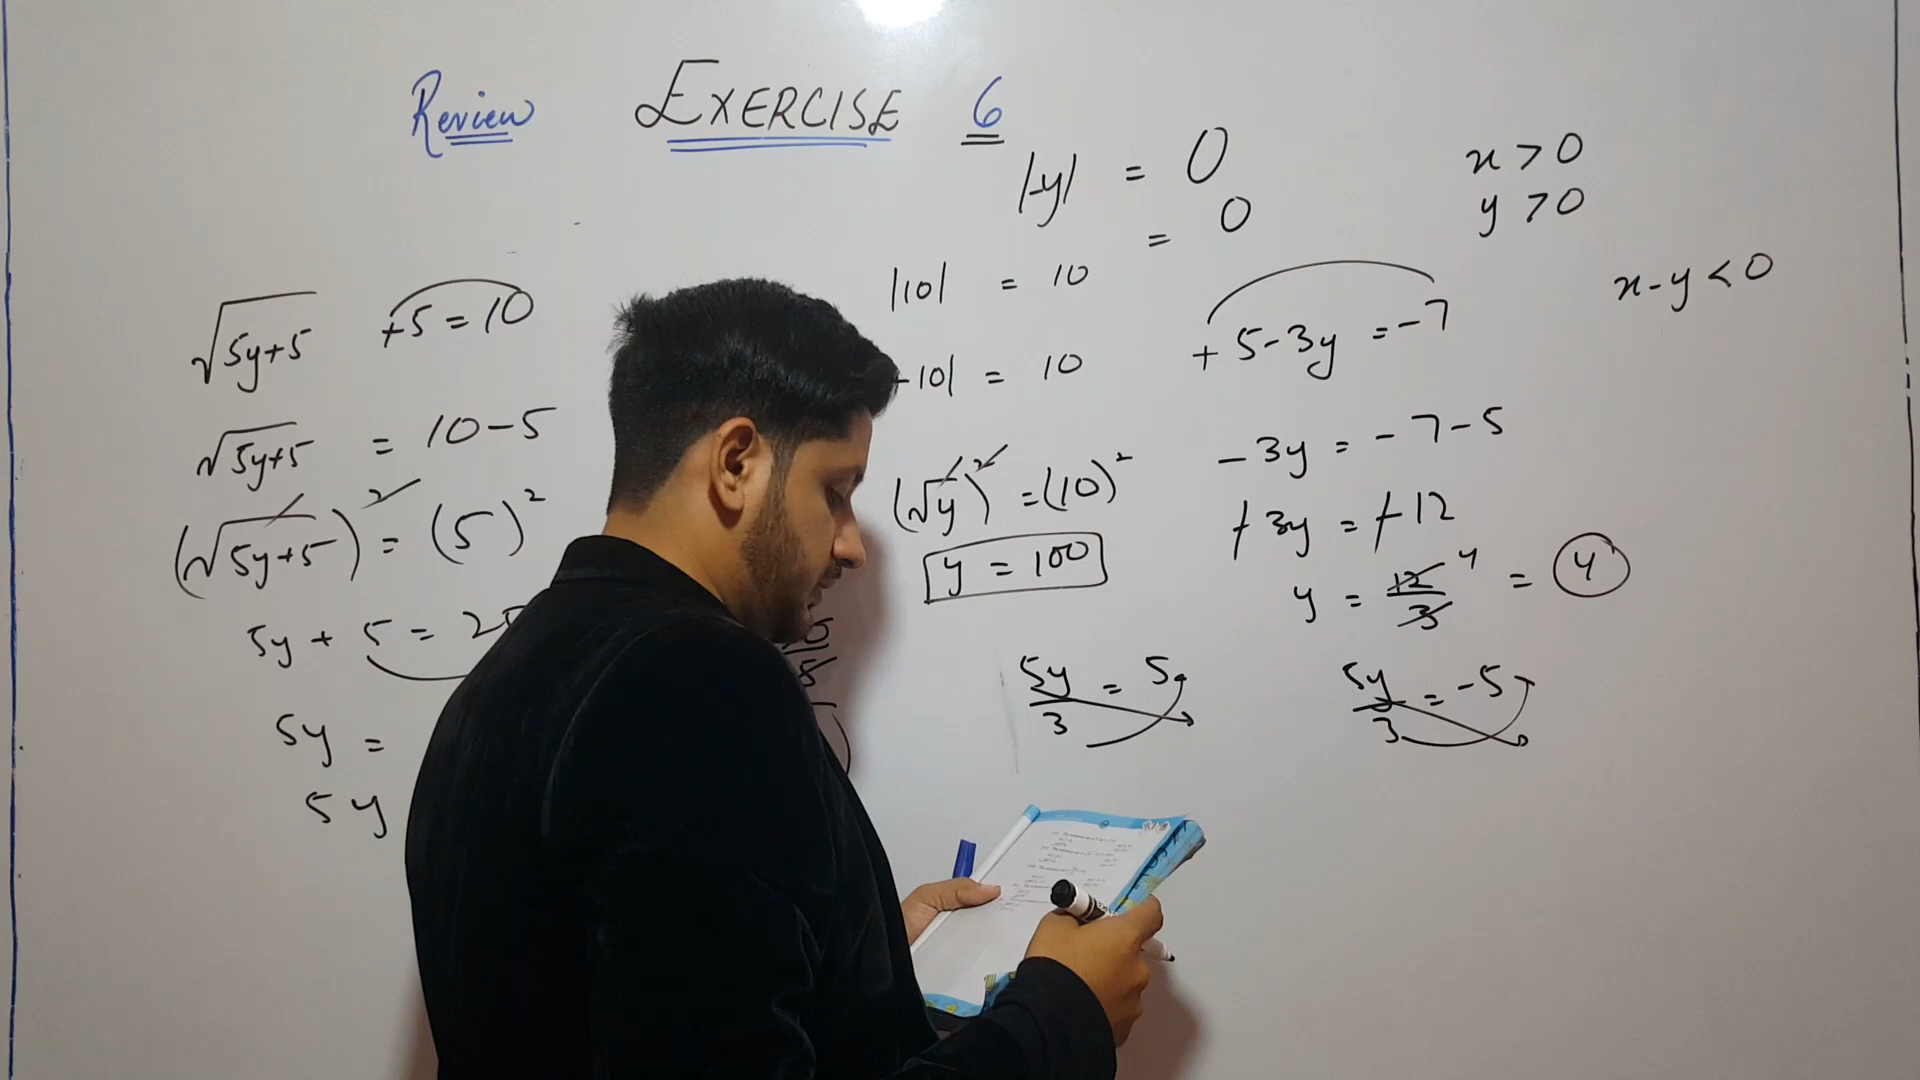 Review EXERCISE 6
|-y| = 0
= 0
x > 0
y > 0
x - y < 0
√5y+5 +5 = 10
√5y+5 = 10 - 5
(√5y+5)² = (5)²
5y + 5 = 2
5y =
5y
|10| = 10
-10| = 10
(√y)² = (10)²
y = 100
5y/3 = 5
+ 5 - 3y = -7
-3y = -7-5
-3y = -12
y = 12/3 4 = 4
5y/3 = -5